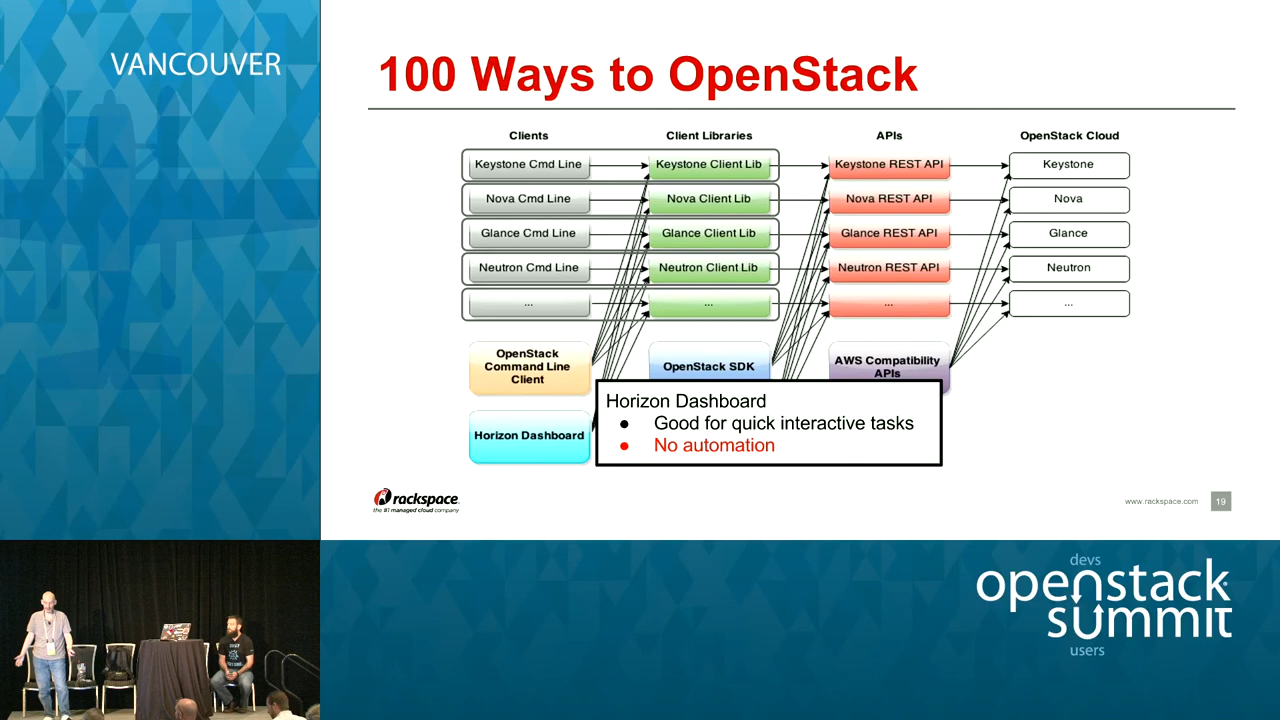 VANCOUVER
100 Ways to OpenStack
Clients Client Libraries APIs OpenStack Cloud
Keystone Cmd Line Keystone Client Lib Keystone REST API Keystone
Nova Cmd Line Nova Client Lib Nova REST API Nova
Glance Cmd Line Glance Client Lib Glance REST API Glance
Neutron Cmd Line Neutron Client Lib Neutron REST API Neutron
... ... ... ...
OpenStack
Command Line
Client
OpenStack SDK
AWS Compatibility
APIs
Horizon Dashboard
Horizon Dashboard
● Good for quick interactive tasks
● No automation
rackspace.
the #1 managed cloud company
www.rackspace.com 19
devs
openstack
summit
users